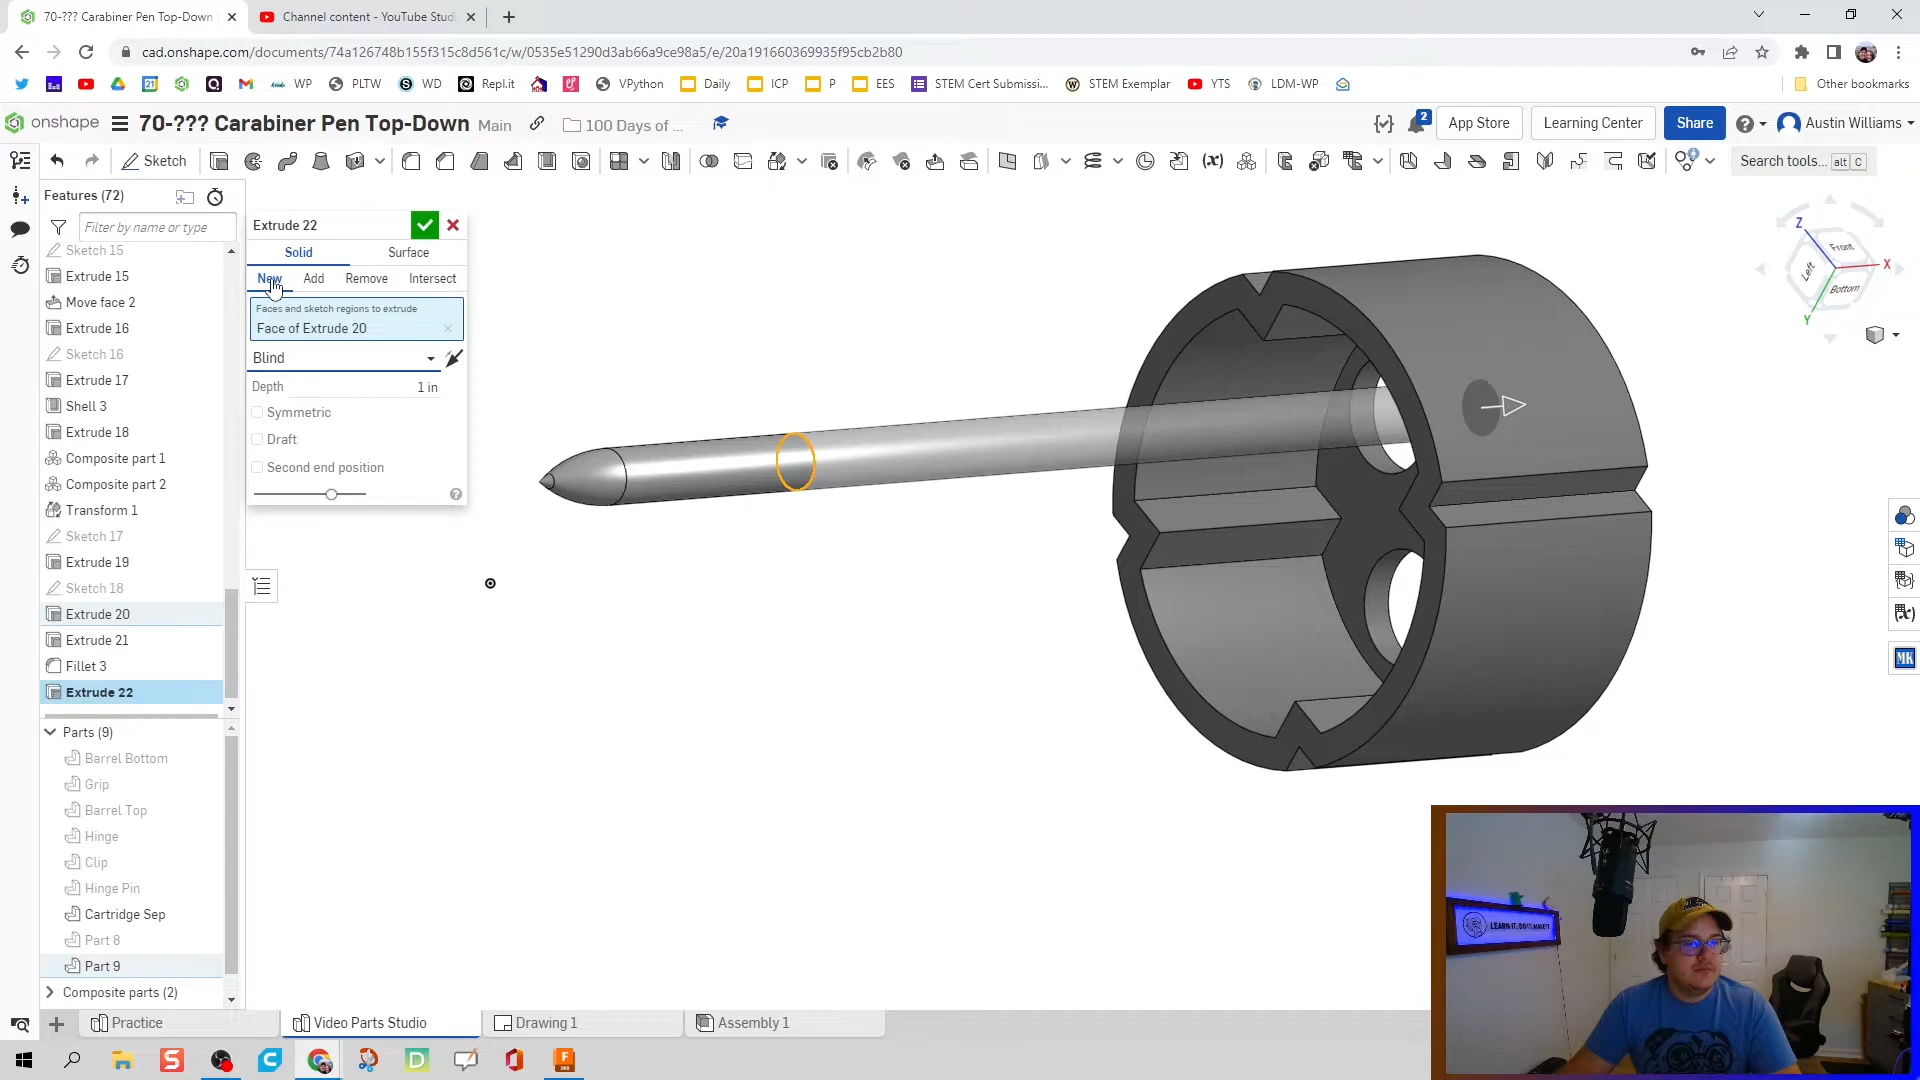 70-??? Carabiner Pen Top-Down
Channel content - YouTube Studi
cad.onshape.com/documents/74a126748b155f315c8d561c/w/0535e51290d3ab66a9ce98a5/e/20a191660369935f95cb2b80
WP
PLTW
WD
Repl.it
VPython
Daily
ICP
P
EES
STEM Cert Submissi...
STEM Exemplar
YTS
LDM-WP
Other bookmarks
onshape
70-??? Carabiner Pen Top-Down
Main
100 Days of ...
2
App Store
Learning Center
Share
Austin Williams
Sketch
Search tools...
alt
C
Features (72)
Filter by name or type
Sketch 15
Extrude 15
Move face 2
Extrude 16
Sketch 16
Extrude 17
Shell 3
Extrude 18
Composite part 1
Composite part 2
Transform 1
Sketch 17
Extrude 19
Sketch 18
Extrude 20
Extrude 21
Fillet 3
Extrude 22
Parts (9)
Barrel Bottom
Grip
Barrel Top
Hinge
Clip
Hinge Pin
Cartridge Sep
Part 8
Part 9
Composite parts (2)
Extrude 22
Solid
Surface
New
Add
Remove
Intersect
Faces and sketch regions to extrude
Face of Extrude 20
Blind
Depth
1 in
Symmetric
Draft
Second end position
Z
Front
X
Left
Bottom
Y
MK
LEARN IT. DO IT. MAKE IT.
Practice
Video Parts Studio
Drawing 1
Assembly 1